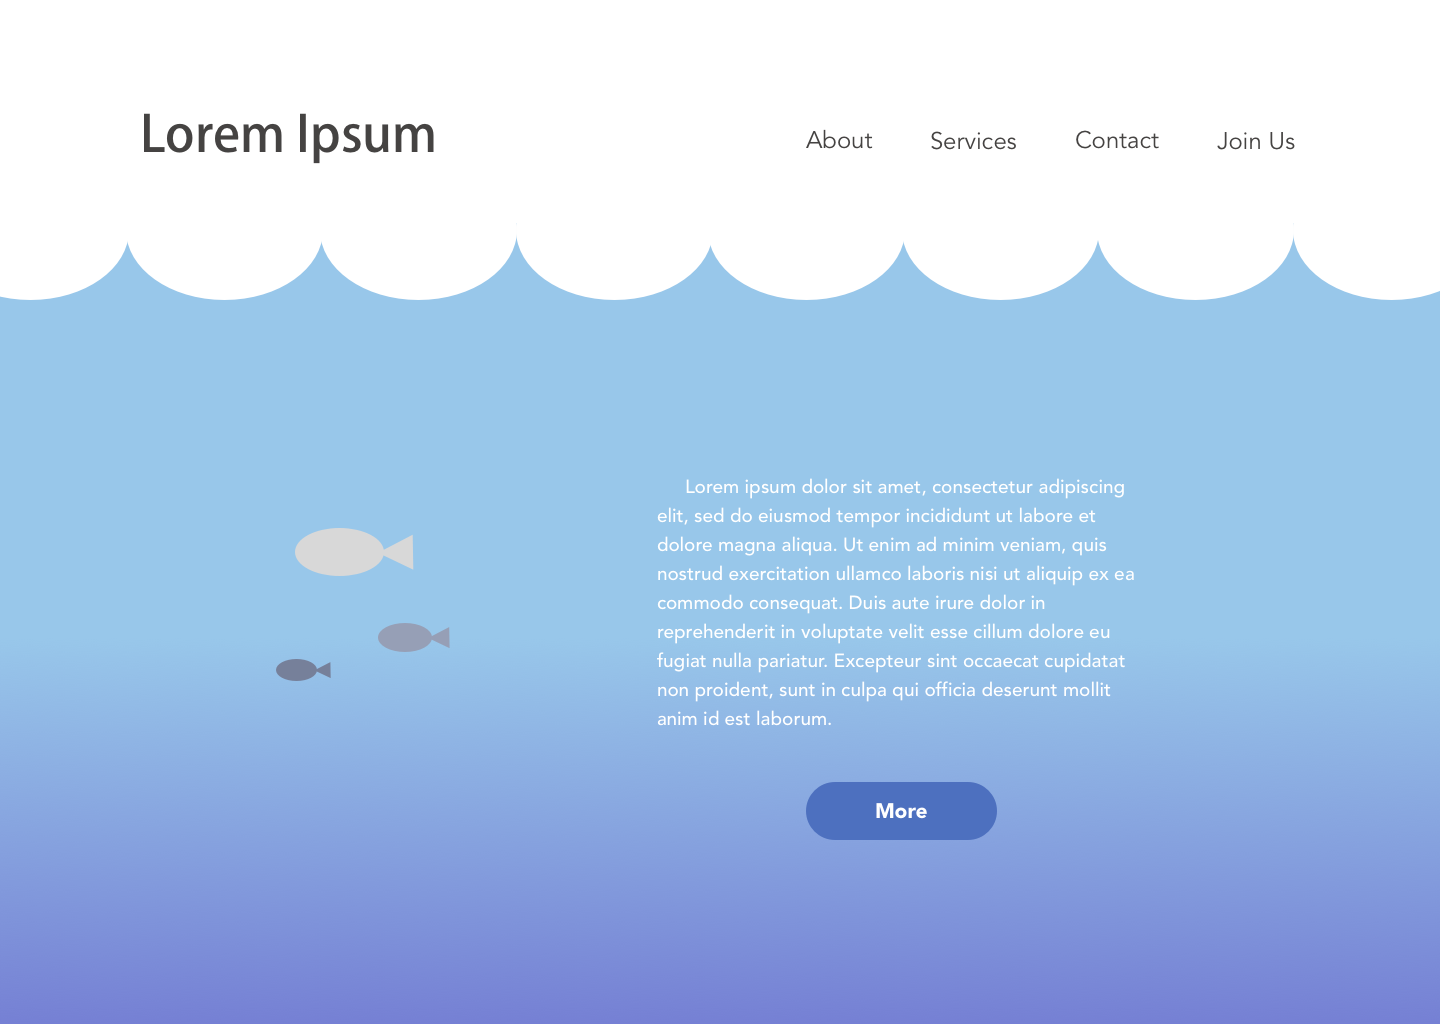 Lorem Ipsum
About Services Contact Join Us
Lorem ipsum dolor sit amet, consectetur adipiscing
elit, sed do eiusmod tempor incididunt ut labore et
dolore magna aliqua. Ut enim ad minim veniam, quis
nostrud exercitation ullamco laboris nisi ut aliquip ex ea
commodo consequat. Duis aute irure dolor in
reprehenderit in voluptate velit esse cillum dolore eu
fugiat nulla pariatur. Excepteur sint occaecat cupidatat
non proident, sunt in culpa qui officia deserunt mollit
anim id est laborum.
More